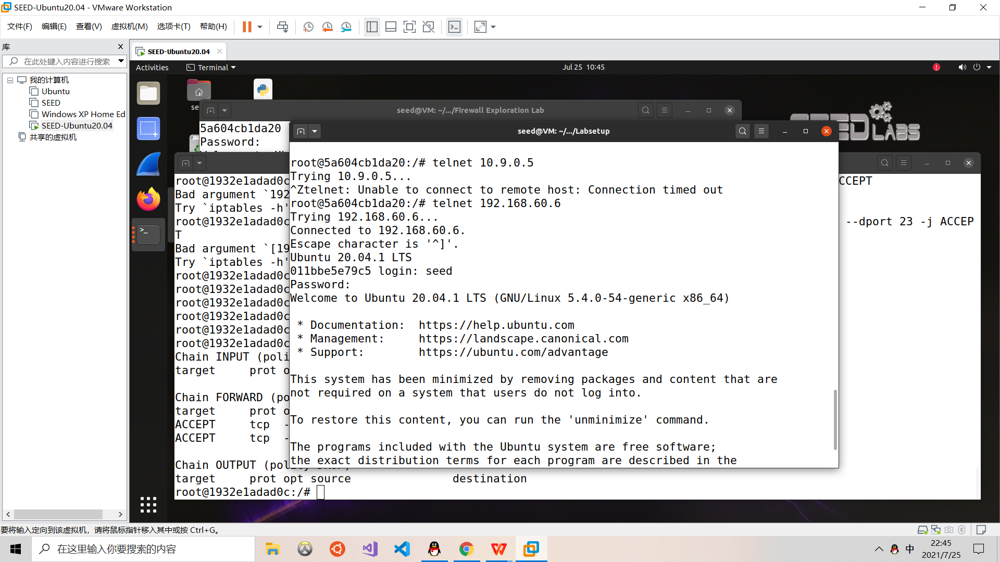 SEED-Ubuntu20.04 - VMware Workstation
文件(F) 编辑(E) 查看(V) 虚拟机(M) 选项卡(T) 帮助(H)
库
在此处键入内容进行搜索
我的计算机
Ubuntu
SEED
Windows XP Home Ed
SEED-Ubuntu20.04
共享的虚拟机
SEED-Ubuntu20.04
Activities
Terminal
Jul 25 10:45
se
seed@VM: ~/.../Firewall Exploration Lab
5a604cb1da20
Password:
SEED LABS
seed@VM: ~/.../Labsetup
root@5a604cb1da20:/# telnet 10.9.0.5
Trying 10.9.0.5...
^Ztelnet: Unable to connect to remote host: Connection timed out
root@5a604cb1da20:/# telnet 192.168.60.6
Trying 192.168.60.6...
Connected to 192.168.60.6.
Escape character is '^]'.
Ubuntu 20.04.1 LTS
011bbe5e79c5 login: seed
Password:
Welcome to Ubuntu 20.04.1 LTS (GNU/Linux 5.4.0-54-generic x86_64)
* Documentation: https://help.ubuntu.com
* Management: https://landscape.canonical.com
* Support: https://ubuntu.com/advantage
This system has been minimized by removing packages and content that are
not required on a system that users do not log into.
To restore this content, you can run the 'unminimize' command.
The programs included with the Ubuntu system are free software;
the exact distribution terms for each program are described in the
root@1932e1adad0c
CCEPT
Bad argument `192
Try `iptables -h'
root@1932e1adad0c
--dport 23 -j ACCEP
T
Bad argument `[19
Try `iptables -h'
root@1932e1adad0c
root@1932e1adad0c
root@1932e1adad0c
root@1932e1adad0c
root@1932e1adad0c
root@1932e1adad0c
Chain INPUT (poli
target prot o
Chain FORWARD (po
target prot o
ACCEPT tcp -
ACCEPT tcp -
Chain OUTPUT (policy DROP)
target prot opt source destination
root@1932e1adad0c:/#
要将输入定向到该虚拟机，请将鼠标指针移入其中或按 Ctrl+G。
在这里输入你要搜索的内容
中
22:45
2021/7/25